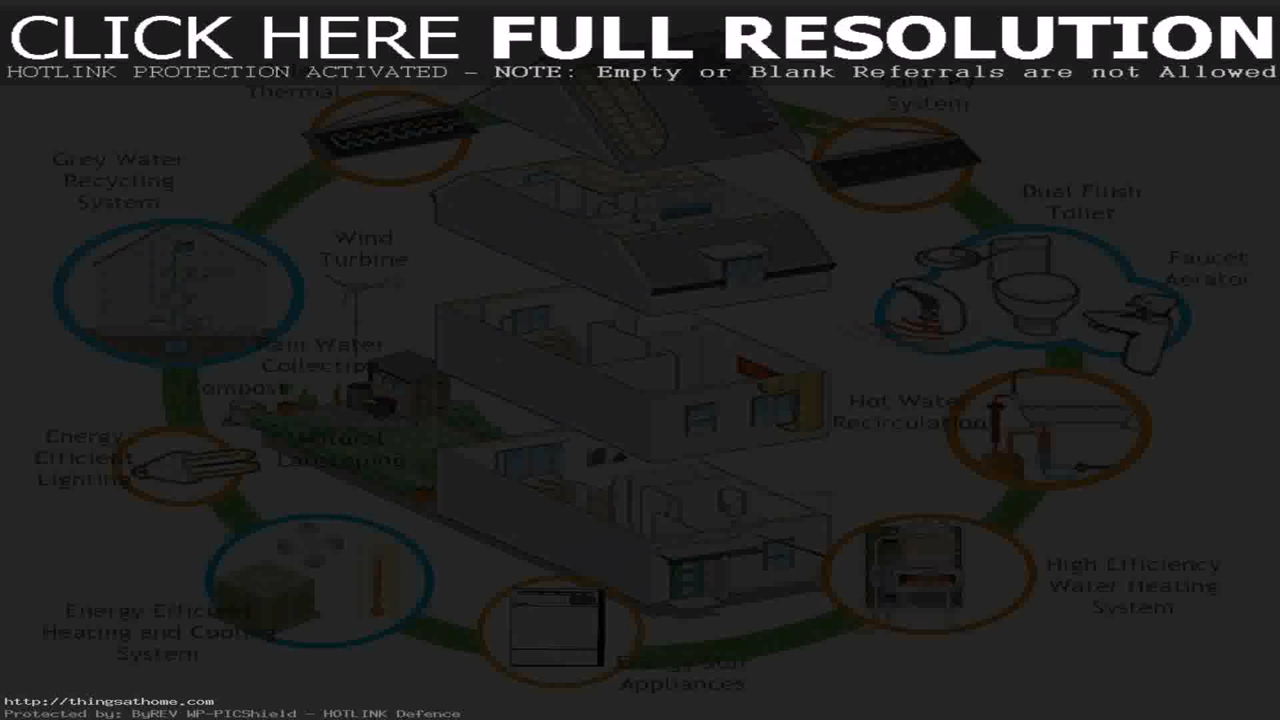 CLICK HERE FULL RESOLUTION
HOTLINK PROTECTION ACTIVATED - NOTE: Empty or Blank Referrals are not Allowed
Thermal
System
Grey Water
Recycling
System
Dual Flush
Toilet
Wind
Turbine
Faucet
Aerator
Rain Water
Collection
Compost
Hot Water
Recirculation
Energy
Efficient
Lighting
Natural
Landscaping
High Efficiency
Water Heating
System
Energy Efficient
Heating and Cooling
System
Energy Star
Appliances
http://thingsathome.com
Protected by: ByREV WP-PICShield - HOTLINK Defence